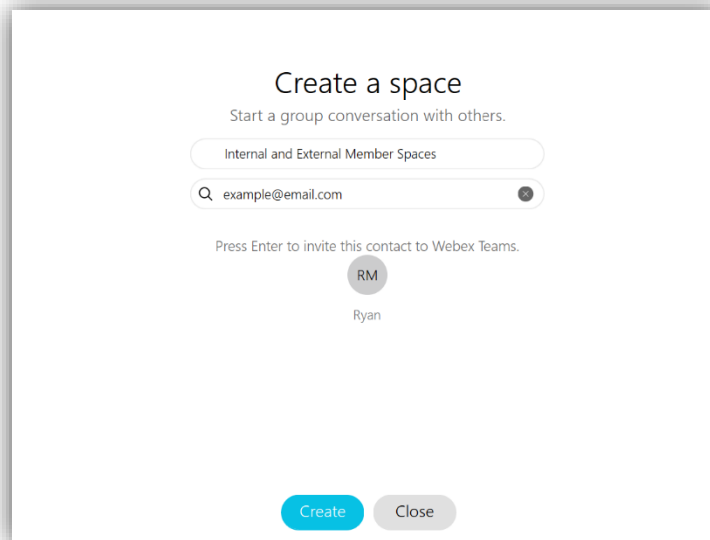 Create a space
Start a group conversation with others.
Internal and External Member Spaces
example@email.com
Press Enter to invite this contact to Webex Teams.
RM
Ryan
Create
Close